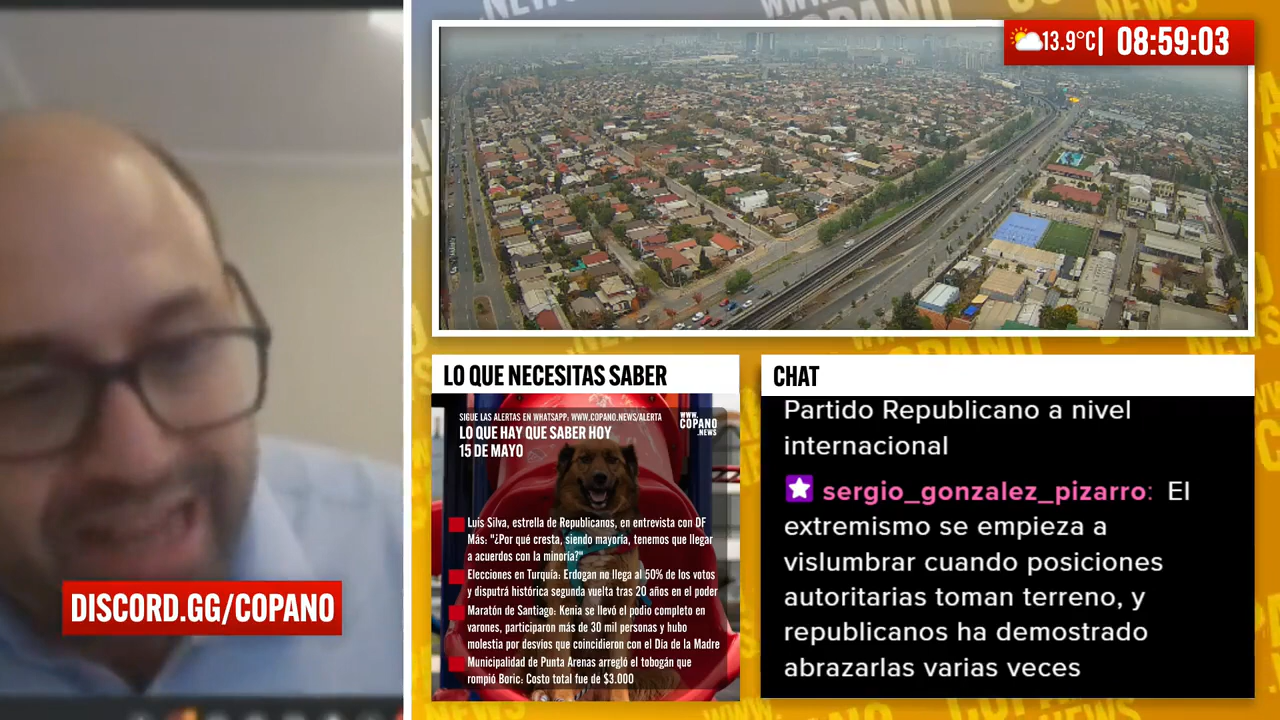 13.9°C| 08:59:03
DISCORD.GG/COPANO
LO QUE NECESITAS SABER
SIGUE LAS ALERTAS EN WHATSAPP: WWW.COPANO.NEWS/ALERTA
LO QUE HAY QUE SABER HOY
15 DE MAYO
WWW.
COPANO
.NEWS
Luis Silva, estrella de Republicanos, en entrevista con DF
Más: "¿Por qué cresta, siendo mayoría, tenemos que llegar
a acuerdos con la minoría?"
Elecciones en Turquía: Erdogan no llega al 50% de los votos
y disputrá histórica segunda vuelta tras 20 años en el poder
Maratón de Santiago: Kenia se llevó el podio completo en
varones, participaron más de 30 mil personas y hubo
molestia por desvíos que coincidieron con el Día de la Madre
Municipalidad de Punta Arenas arregló el tobogán que
rompió Boric: Costo total fue de $3.000
CHAT
Partido Republicano a nivel
internacional
sergio_gonzalez_pizarro: El
extremismo se empieza a
vislumbrar cuando posiciones
autoritarias toman terreno, y
republicanos ha demostrado
abrazarlas varias veces